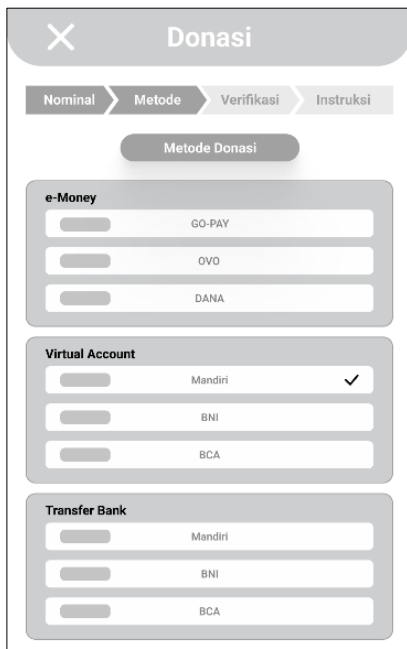 Donasi
Nominal Metode Verifikasi Instruksi
Metode Donasi
e-Money
GO-PAY
OVO
DANA
Virtual Account
Mandiri
BNI
BCA
Transfer Bank
Mandiri
BNI
BCA